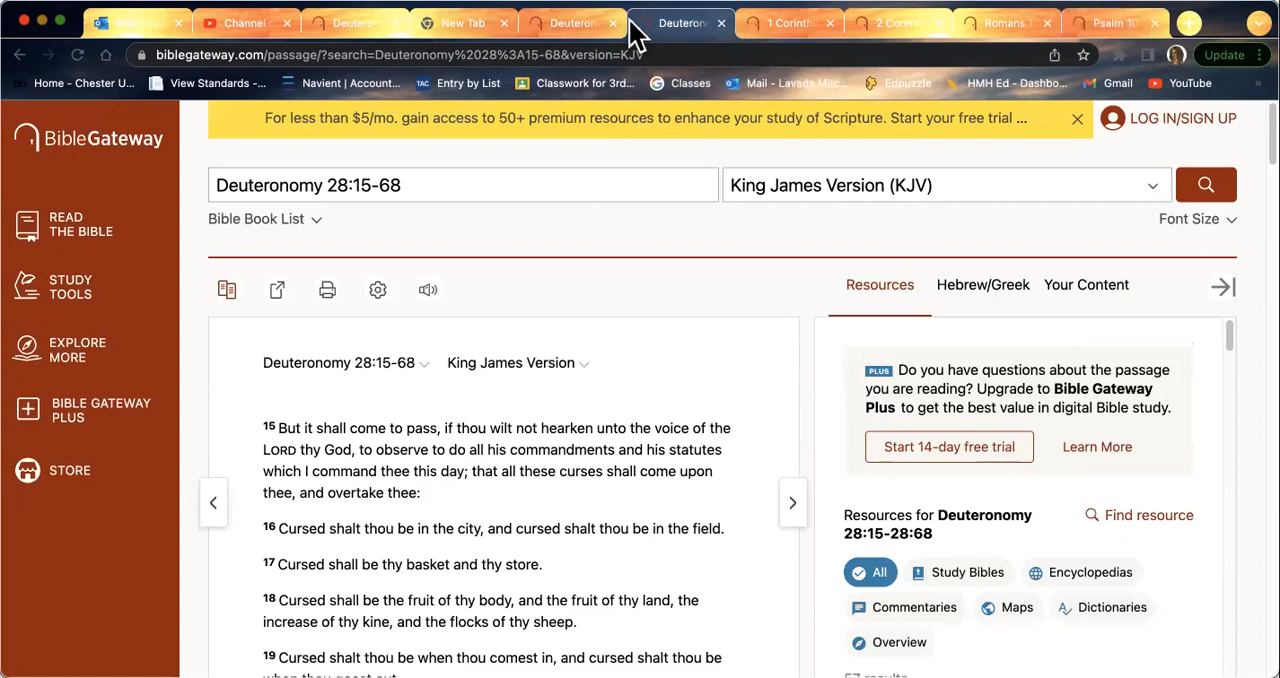 Mail
Channel
Deutero
New Tab
Deuteron
Deuteron
1 Corinth
2 Corin
Romans 1
Psalm 10
biblegateway.com/passage/?search=Deuteronomy%2028%3A15-68&version=KJV
Update
Home - Chester U...
View Standards -...
Navient | Account...
TAC Entry by List
Classwork for 3rd...
Classes
Mail - Lavada Mitc...
Edpuzzle
HMH Ed - Dashbo...
Gmail
YouTube
»
BibleGateway
For less than $5/mo. gain access to 50+ premium resources to enhance your study of Scripture. Start your free trial ...
LOG IN/SIGN UP
Deuteronomy 28:15-68
King James Version (KJV)
Bible Book List
Font Size
READ
THE BIBLE
STUDY
TOOLS
EXPLORE
MORE
BIBLE GATEWAY
PLUS
STORE
Resources
Hebrew/Greek
Your Content
Deuteronomy 28:15-68
King James Version
15 But it shall come to pass, if thou wilt not hearken unto the voice of the
LORD thy God, to observe to do all his commandments and his statutes
which I command thee this day; that all these curses shall come upon
thee, and overtake thee:
16 Cursed shalt thou be in the city, and cursed shalt thou be in the field.
17 Cursed shall be thy basket and thy store.
18 Cursed shall be the fruit of thy body, and the fruit of thy land, the
increase of thy kine, and the flocks of thy sheep.
19 Cursed shalt thou be when thou comest in, and cursed shalt thou be
when thou goest out.
PLUS Do you have questions about the passage
you are reading? Upgrade to Bible Gateway
Plus to get the best value in digital Bible study.
Start 14-day free trial
Learn More
Resources for Deuteronomy
28:15-28:68
Find resource
All
Study Bibles
Encyclopedias
Commentaries
Maps
Dictionaries
Overview
57 results